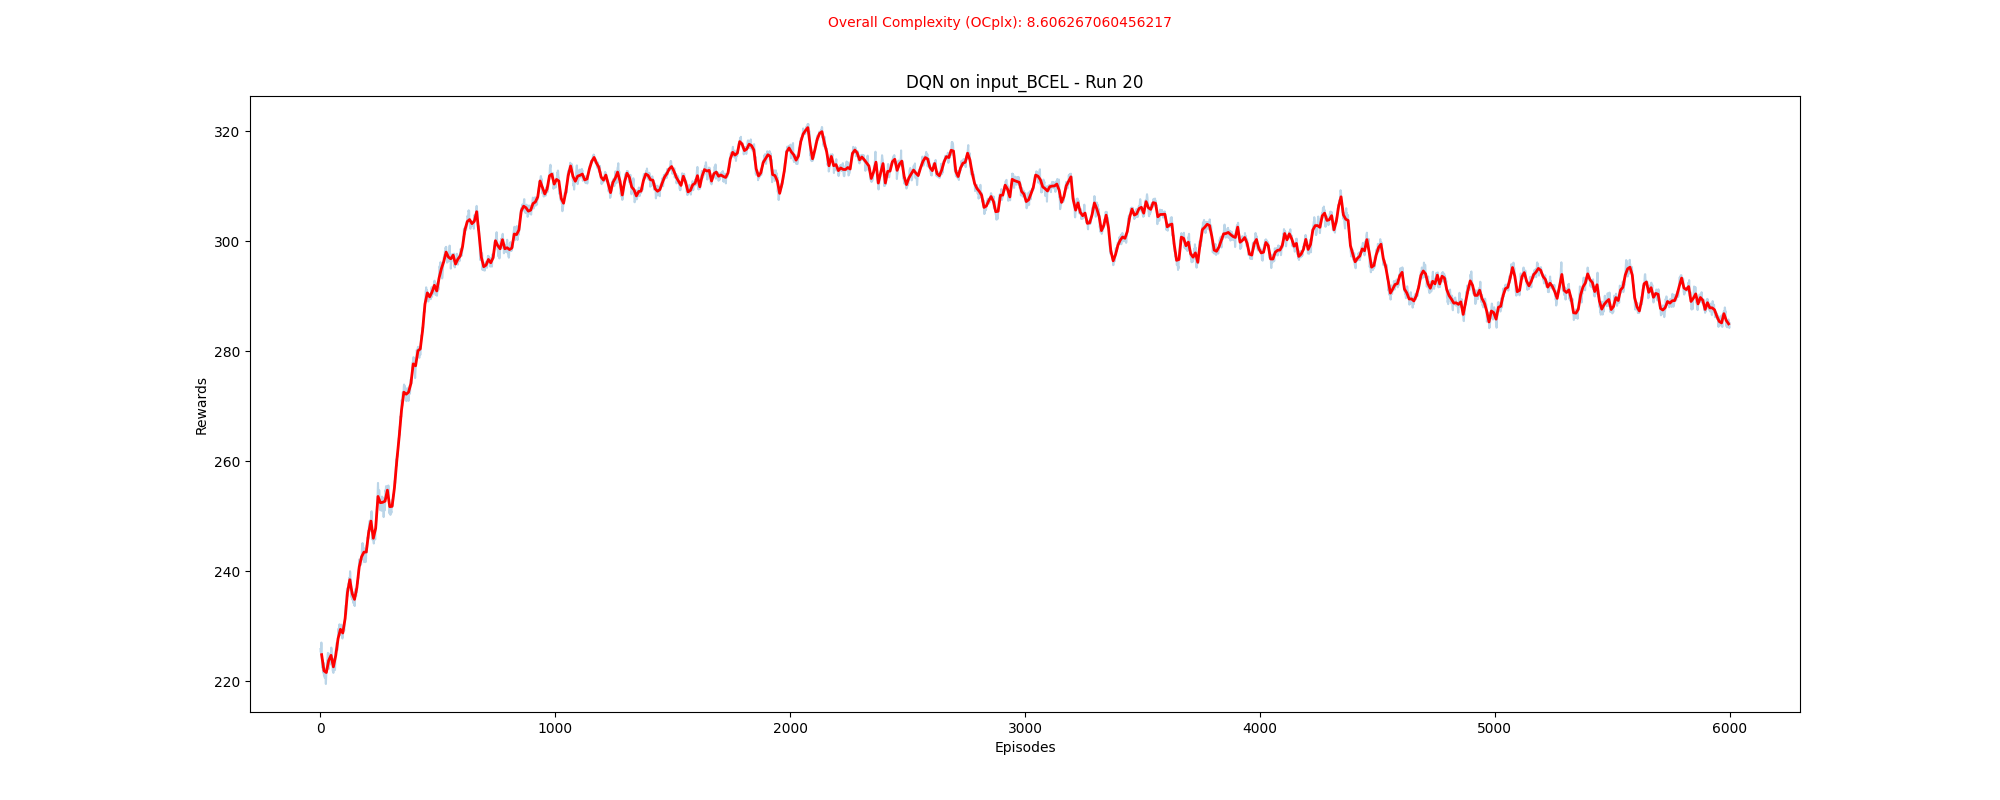 Overall Complexity (OCplx): 8.606267060456217
DQN on input_BCEL - Run 20
320
300
280
260
240
220
Rewards
0 1000 2000 3000 4000 5000 6000
Episodes